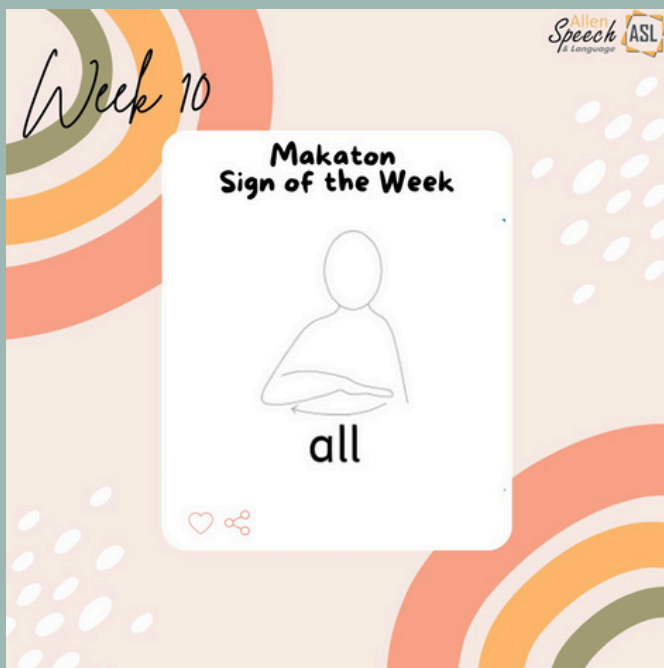 Week 10
Allen
Speech
& Language
ASL
Makaton
Sign of the Week
all